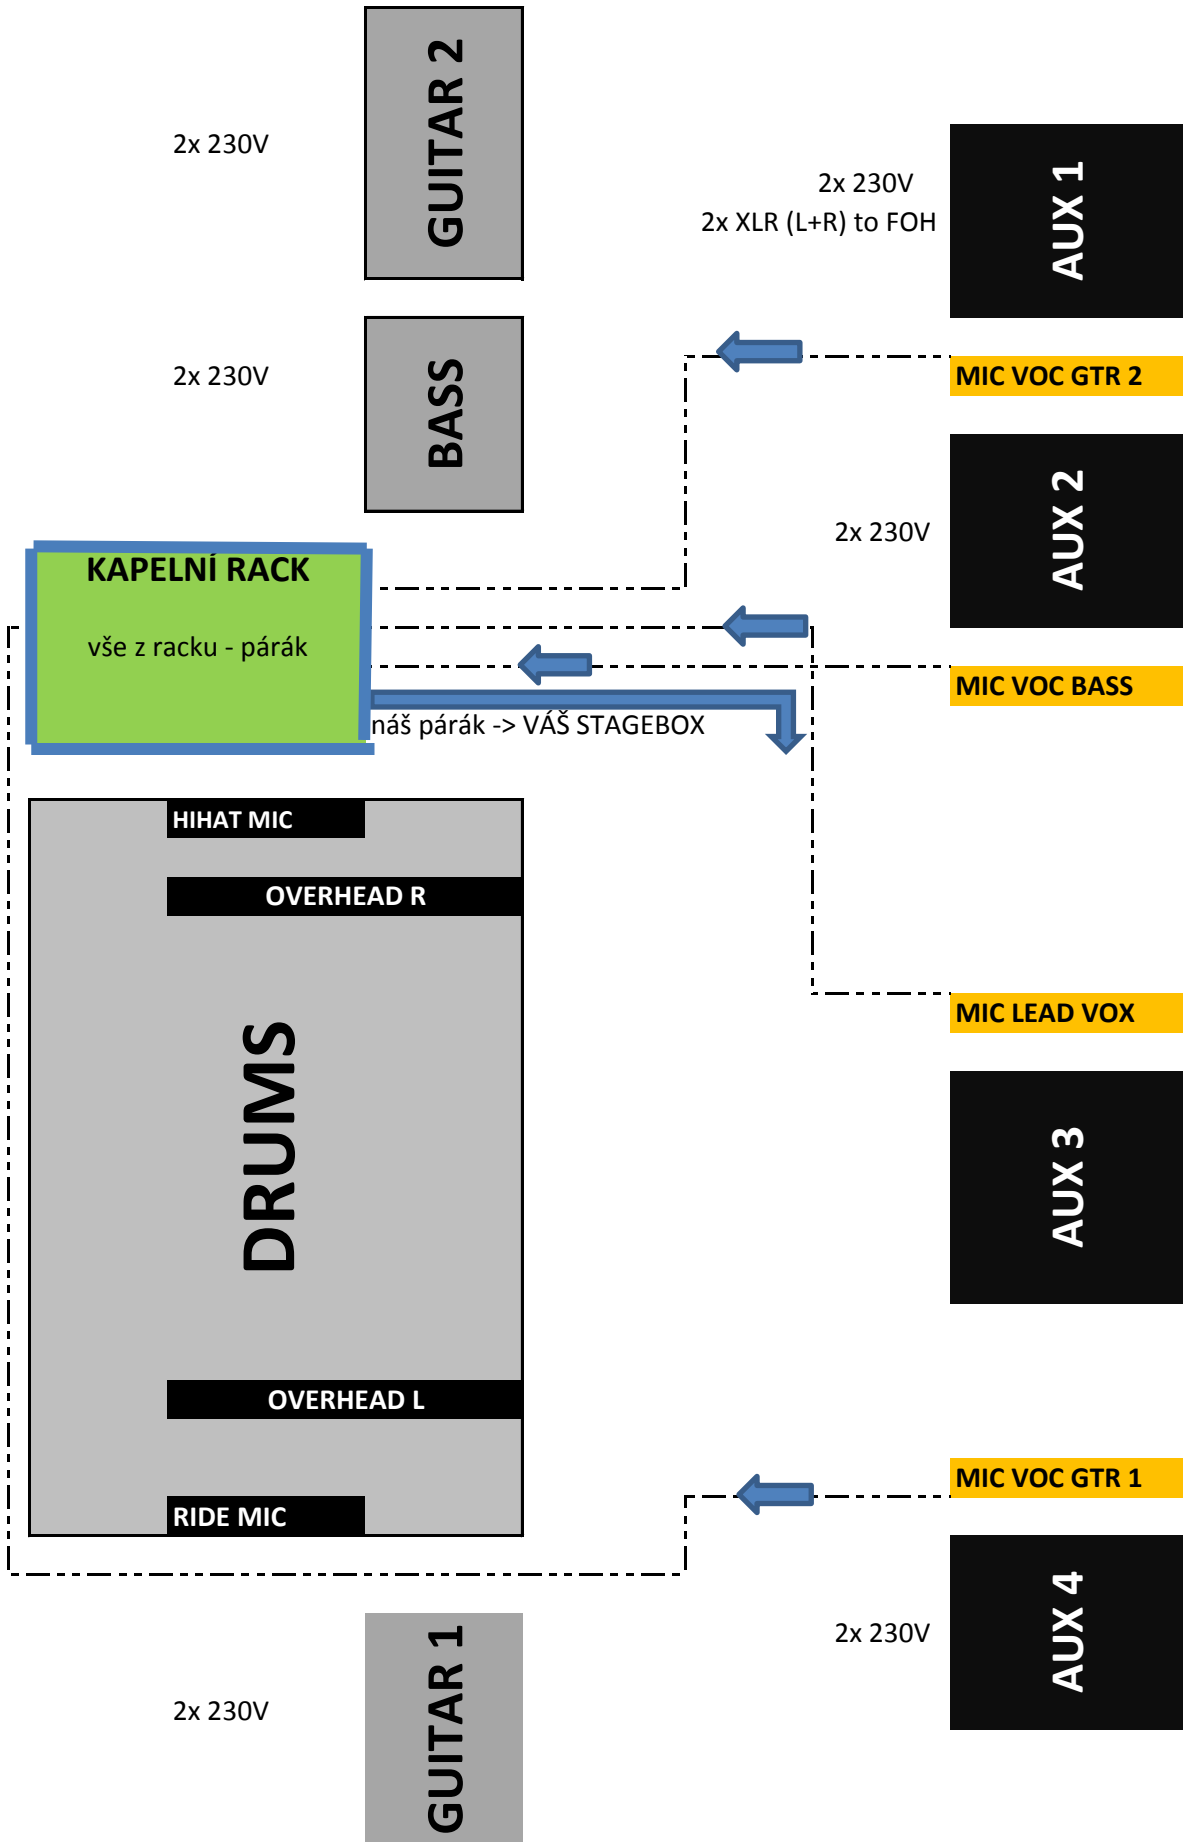 GUITAR 2
2x 230V
2x 230V
2x XLR (L+R) to FOH
AUX 1
BASS
2x 230V
MIC VOC GTR 2
AUX 2
2x 230V
KAPELNÍ RACK
vše z racku - párák
MIC VOC BASS
náš párák -> VÁŠ STAGEBOX
HIHAT MIC
OVERHEAD R
DRUMS
MIC LEAD VOX
AUX 3
OVERHEAD L
MIC VOC GTR 1
RIDE MIC
AUX 4
2x 230V
GUITAR 1
2x 230V